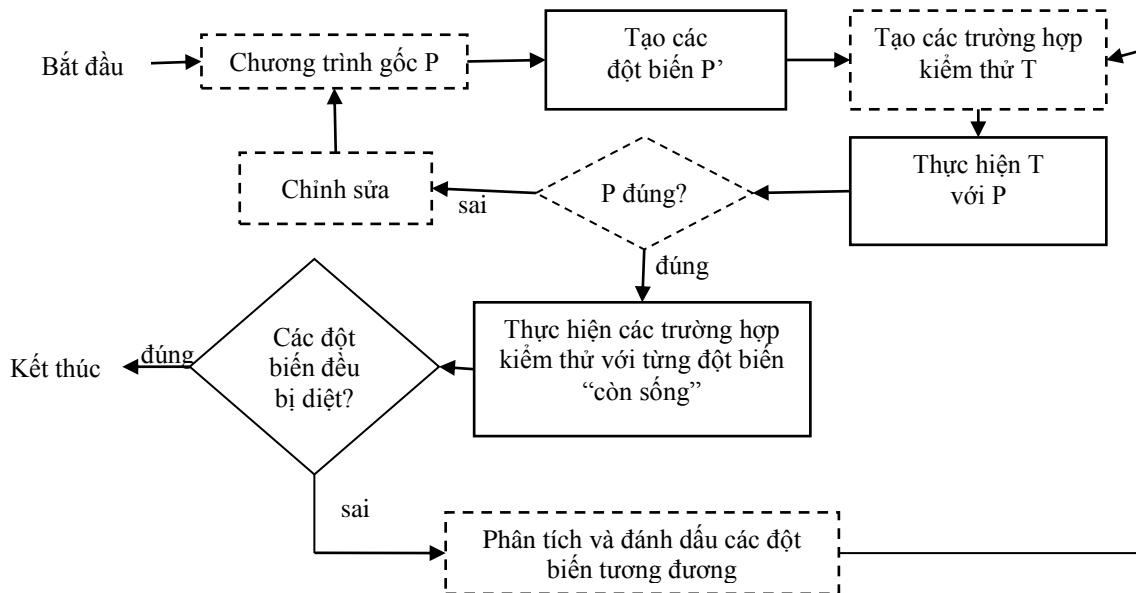 Bắt đầu
Chương trình gốc P
Tạo các
đột biến P’
Tạo các trường hợp
kiểm thử T
Thực hiện T
với P
P đúng?
sai
Chỉnh sửa
đúng
Thực hiện các trường hợp
kiểm thử với từng đột biến
“còn sống”
Các đột
biến đều
bị diệt?
đúng
Kết thúc
sai
Phân tích và đánh dấu các đột
biến tương đương